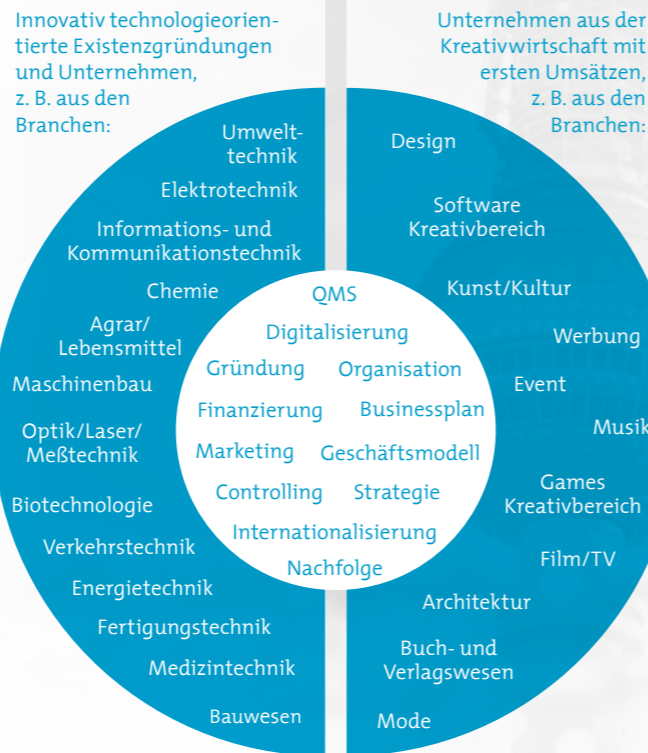 Innovativ technologieorien-
tierte Existenzgründungen
und Unternehmen,
z. B. aus den
Branchen:
Umwelt-
technik
Elektrotechnik
Informations- und
Kommunikationstechnik
Chemie
Agrar/
Lebensmittel
Maschinenbau
Optik/Laser/
Meßtechnik
Biotechnologie
Verkehrstechnik
Energietechnik
Fertigungstechnik
Medizintechnik
Bauwesen
QMS
Digitalisierung
Gründung Organisation
Finanzierung Businessplan
Marketing Geschäftsmodell
Controlling Strategie
Internationalisierung
Nachfolge
Unternehmen aus der
Kreativwirtschaft mit
ersten Umsätzen,
z. B. aus den
Branchen:
Design
Software
Kreativbereich
Kunst/Kultur
Werbung
Event
Musik
Games
Kreativbereich
Film/TV
Architektur
Buch- und
Verlagswesen
Mode